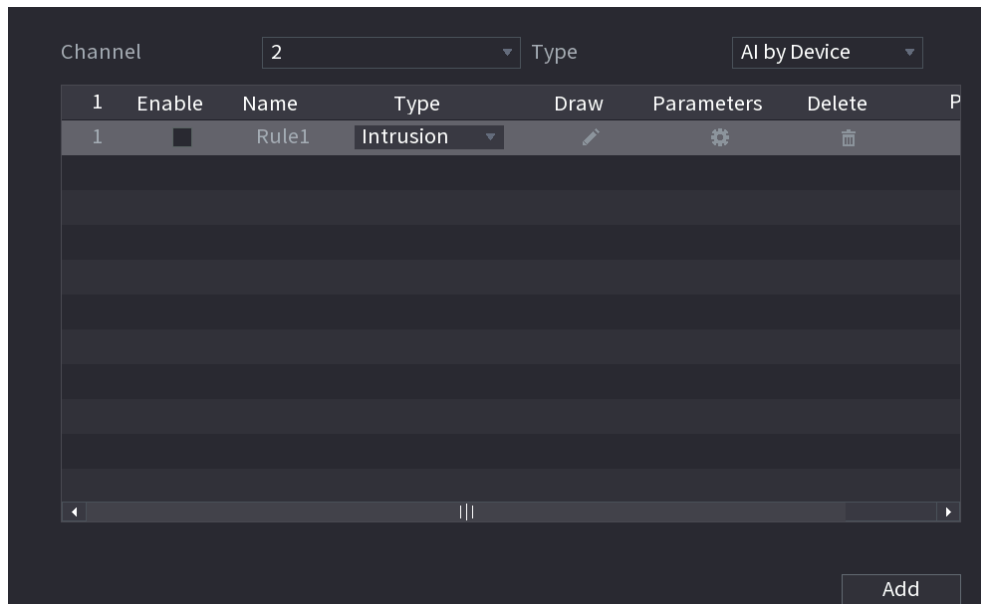 Channel 2 Type AI by Device
1 Enable Name Type Draw Parameters Delete P
1 Rule1 Intrusion
Add